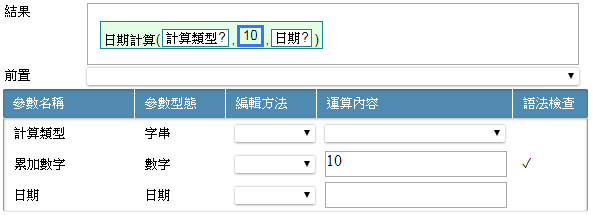 結果
日期計算( 計算類型? , 10 , 日期? )
前置
參數名稱 參數型態 編輯方法 運算內容 語法檢查
計算類型 字串
累加數字 數字 10 ✓
日期 日期